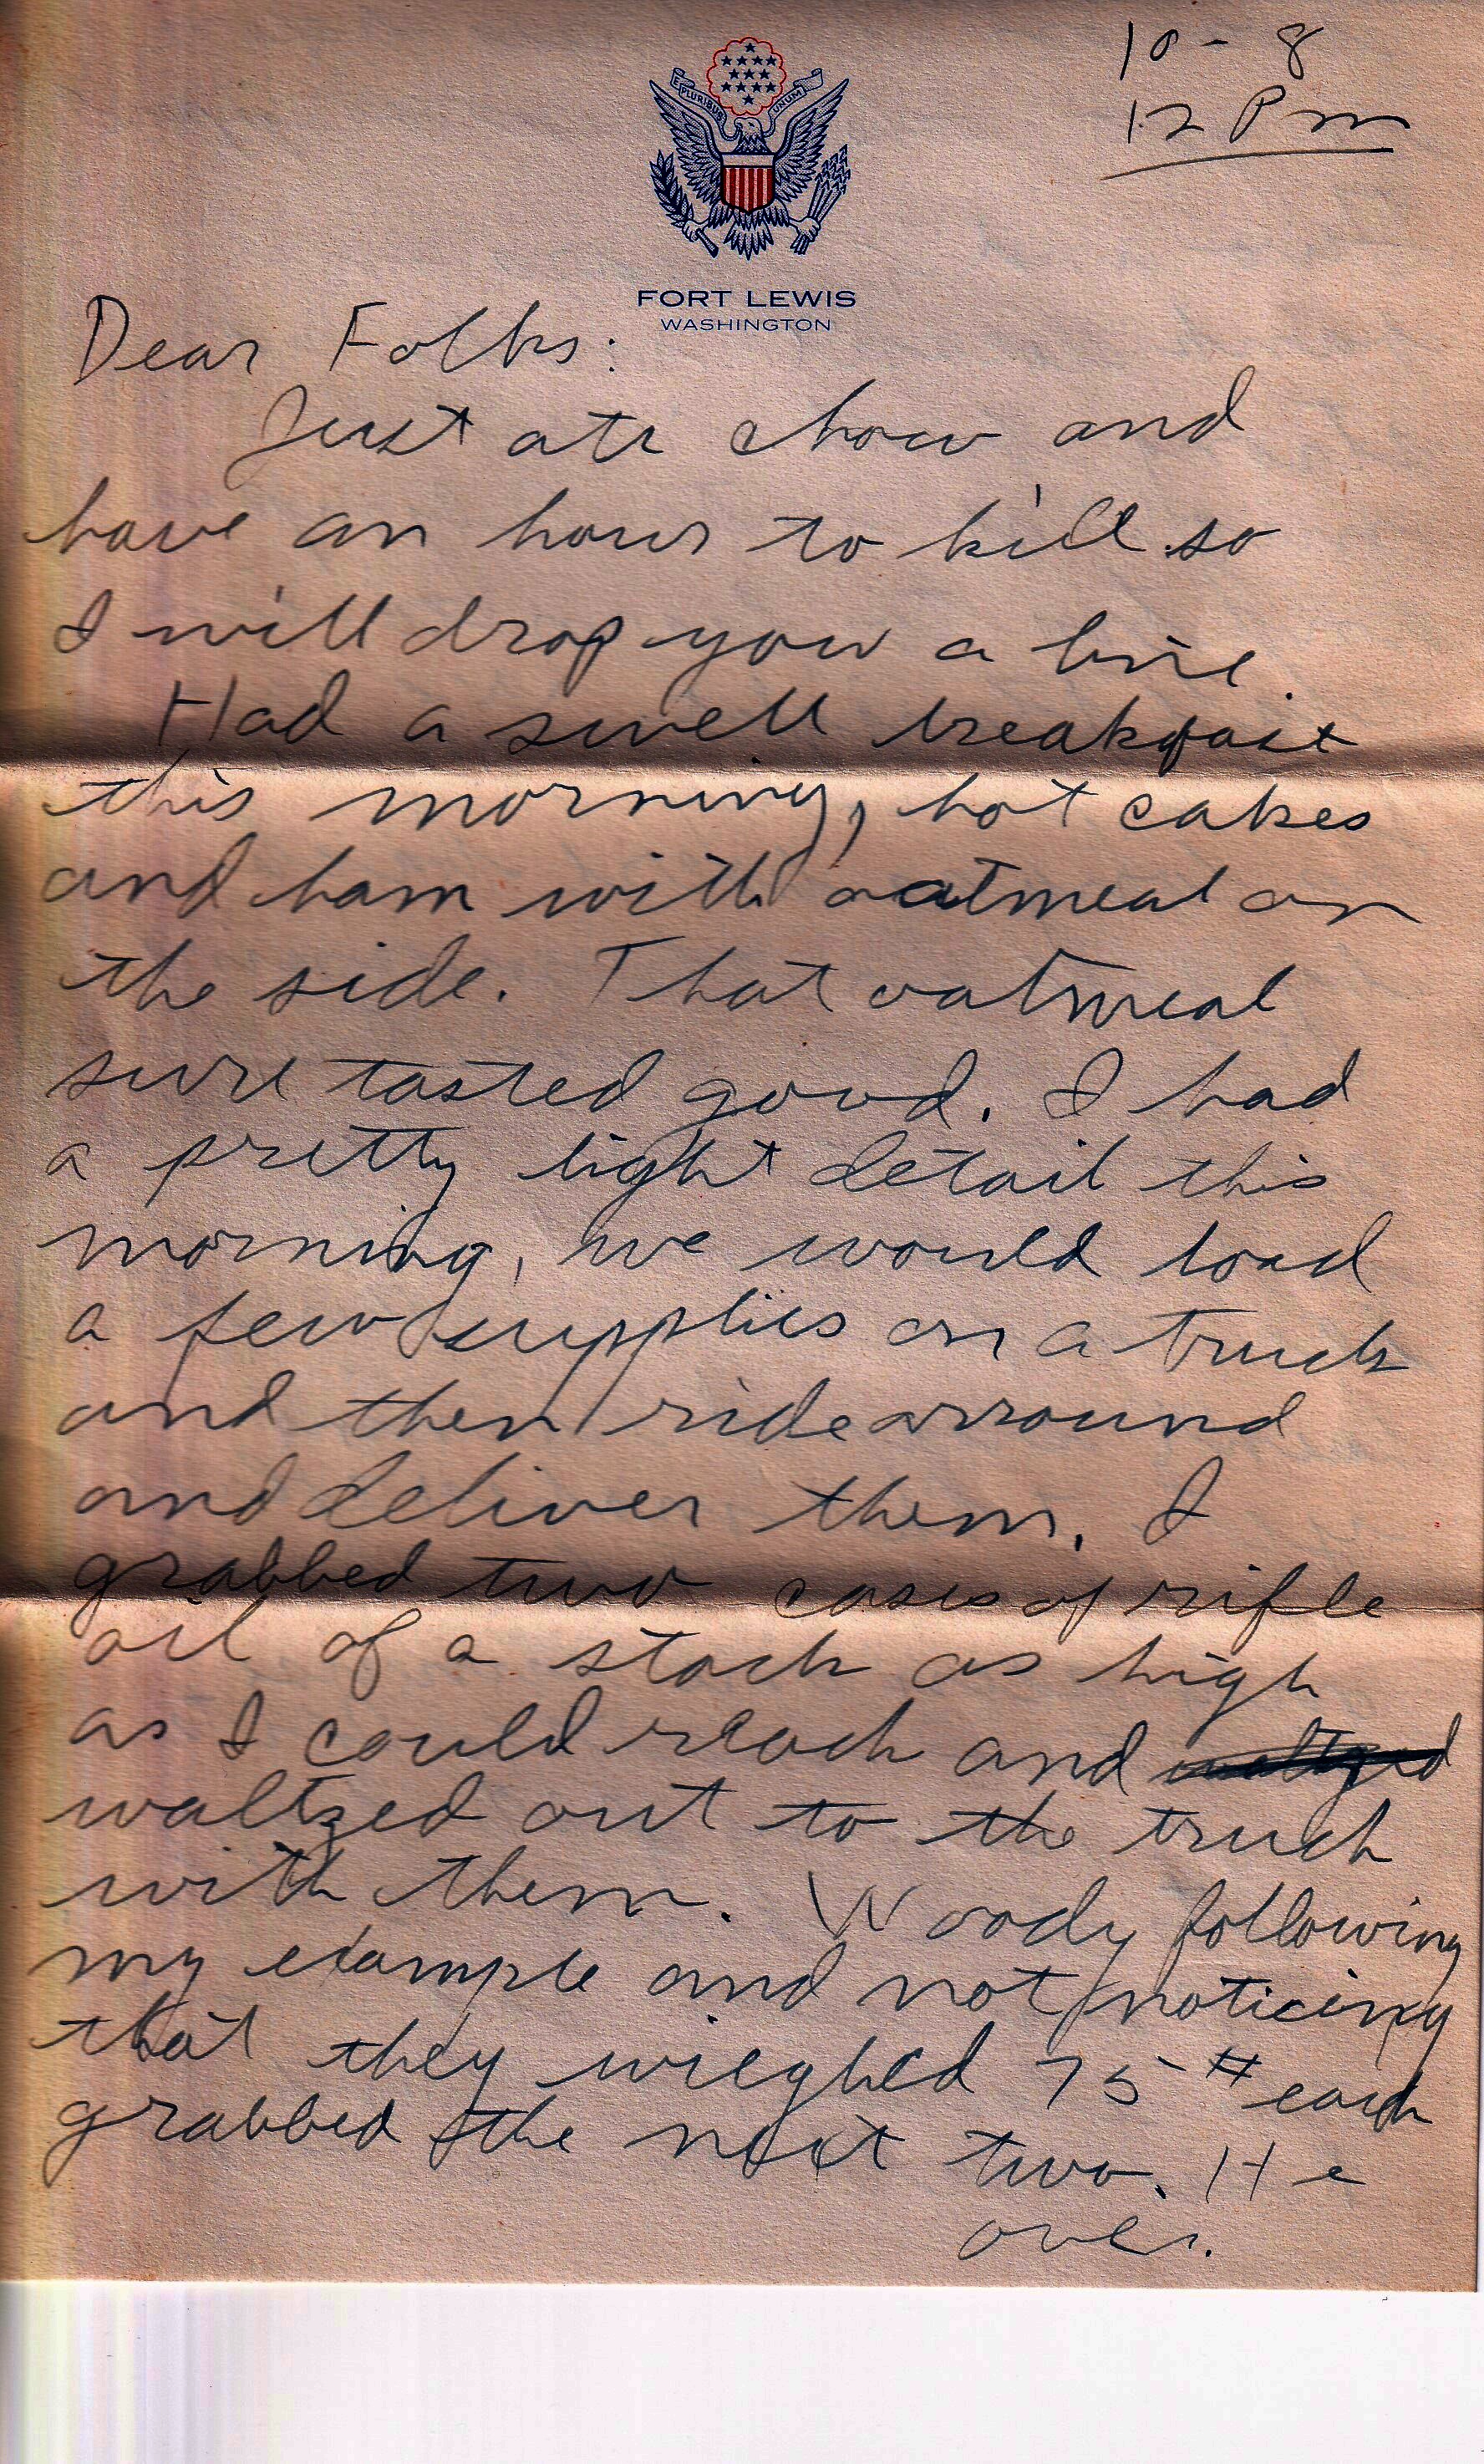 10 - 8
12 Pm
E PLURIBUS UNUM
FORT LEWIS
WASHINGTON
Dear Folks:
Just ate chow and
have an hour to kill so
I will drop you a line.
Had a swell breakfast
this morning, hot cakes
and ham with oatmeal on
the side. That oatmeal
sure tasted good. I had
a pretty light detail this
morning, we would load
a few supplies on a truck
and then ride arround
and deliver them. I
grabbed two cases of rifle
oil of a stack as high
as I could reach and waltzed
waltzed out to the truck
with them. Woody following
my example and not noticing
that they wieghed 75 # each
grabbed the next two. He
over.